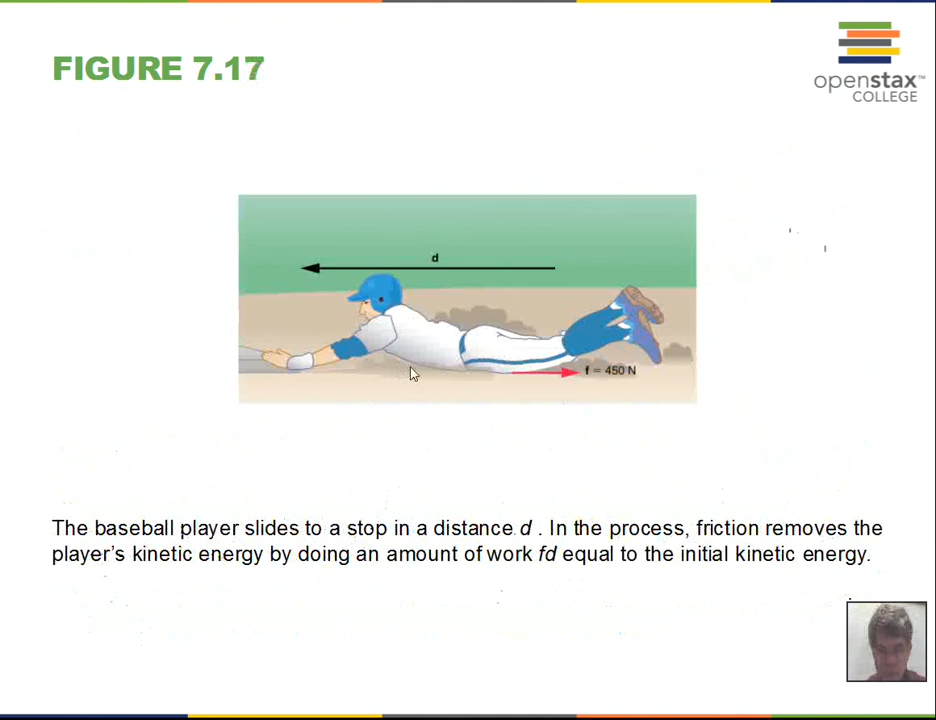 FIGURE 7.17
openstax™
COLLEGE
d
f = 450 N
The baseball player slides to a stop in a distance d . In the process, friction removes the
player’s kinetic energy by doing an amount of work fd equal to the initial kinetic energy.